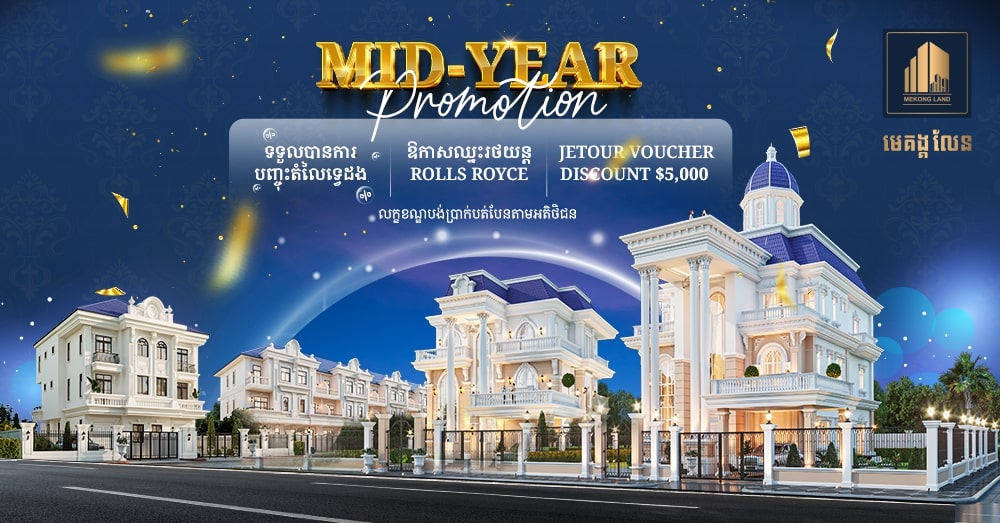 MID-YEAR
Promotion
ទទួលបានការ
បញ្ចុះតំលៃទ្វេដង
ឱកាសឈ្នះរថយន្ត
ROLLS ROYCE
JETOUR VOUCHER
DISCOUNT $5,000
លក្ខខណ្ឌបង់ប្រាក់បត់បែនតាមអតិថិជន
MEKONG LAND
មេគង្គ លែន